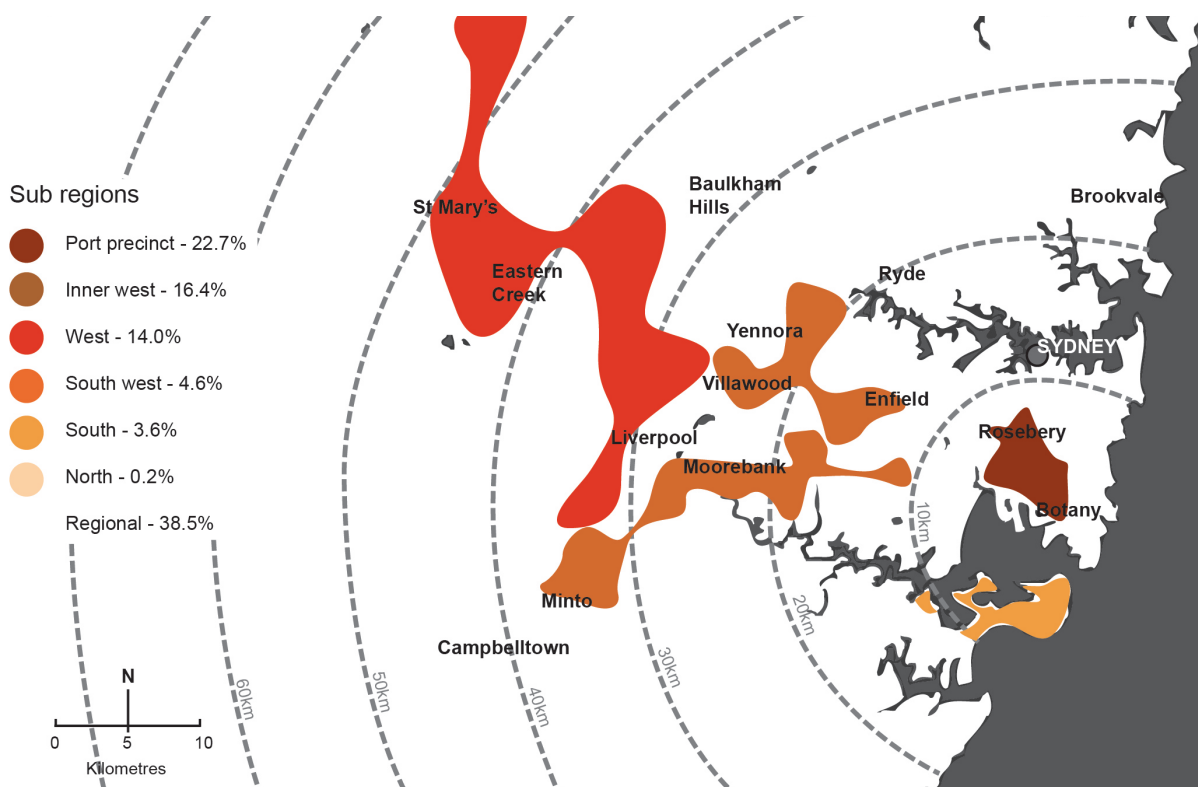 Baulkham
Hills
Brookvale
St Mary's
Sub regions
Port precinct - 22.7%
Inner west - 16.4%
West - 14.0%
South west - 4.6%
South - 3.6%
North - 0.2%
Regional - 38.5%
Eastern
Creek
Ryde
Yennora
SYDNEY
Villawood
Enfield
Liverpool
Rosebery
Moorebank
Botany
10km
Minto
20km
Campbelltown
30km
40km
50km
60km
N
0 5 10
Kilometres